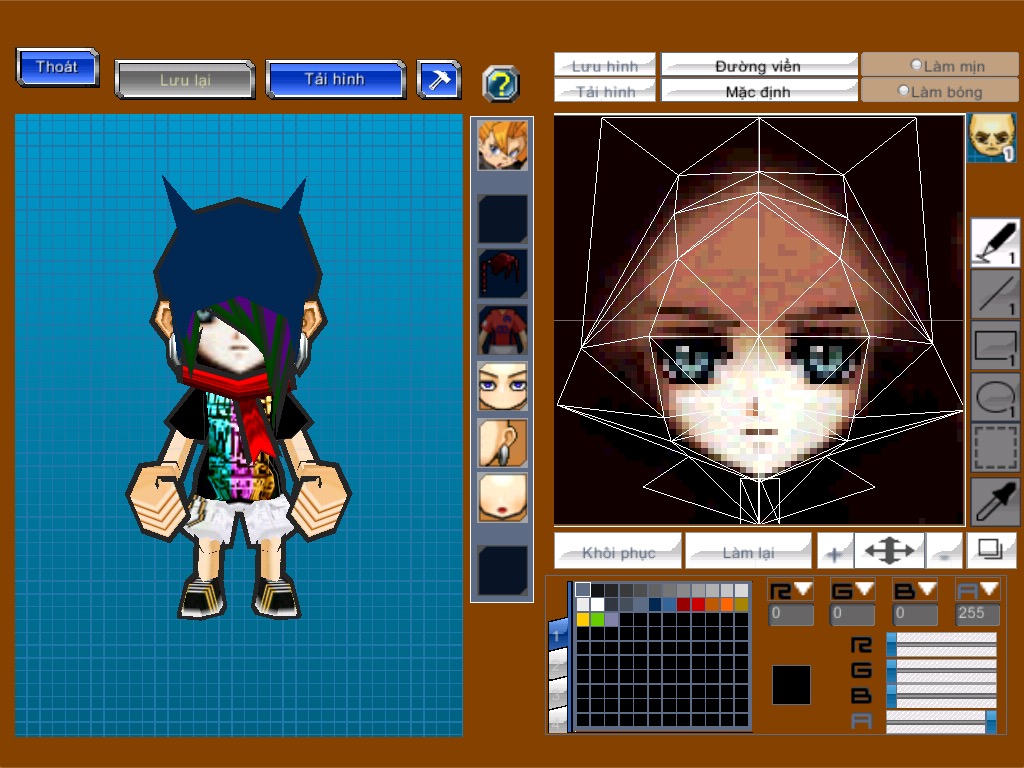 Thoát
Lưu lại
Tải hình
?
Lưu hình
Đường viền
Làm mịn
Tải hình
Mặc định
Làm bóng
1
1
1
1
1
Khôi phục
Làm lại
+
-
R
G
B
A
0
0
0
255
1
R
G
B
A